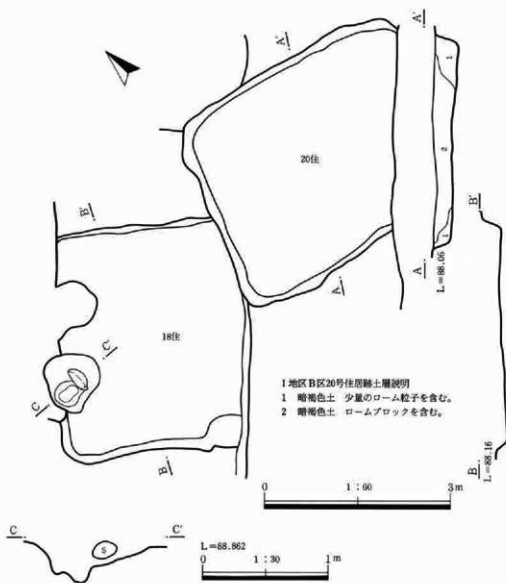 A'
A'
1
2
1
20住
B'
B'
A
A
L=88.06
18住
C'
C
B
B
L=88.16
I地区B区20号住居跡土層説明
1 暗褐色土 少量のローム粒子を含む。
2 暗褐色土 ロームブロックを含む。
0 1:60 3m
C C'
S
L=88.862
0 1:30 1m